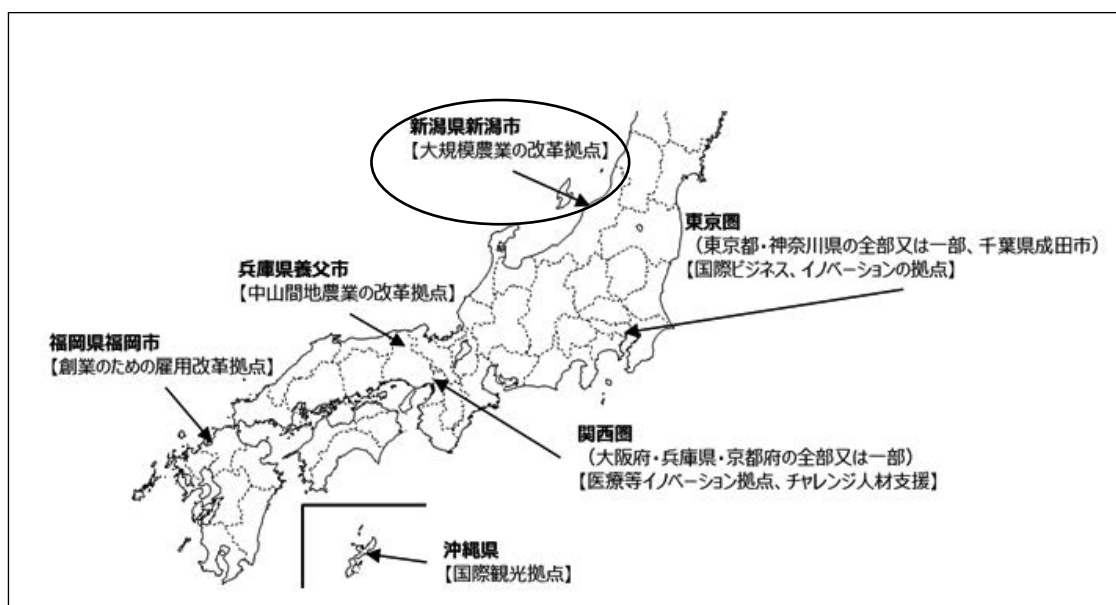 新潟県新潟市
【大規模農業の改革拠点】
東京圏
（東京都・神奈川県の全部又は一部、千葉県成田市）
【国際ビジネス、イノベーションの拠点】
兵庫県養父市
【中山間地農業の改革拠点】
福岡県福岡市
【創業のための雇用改革拠点】
関西圏
（大阪府・兵庫県・京都府の全部又は一部）
【医療等イノベーション拠点、チャレンジ人材支援】
沖縄県
【国際観光拠点】